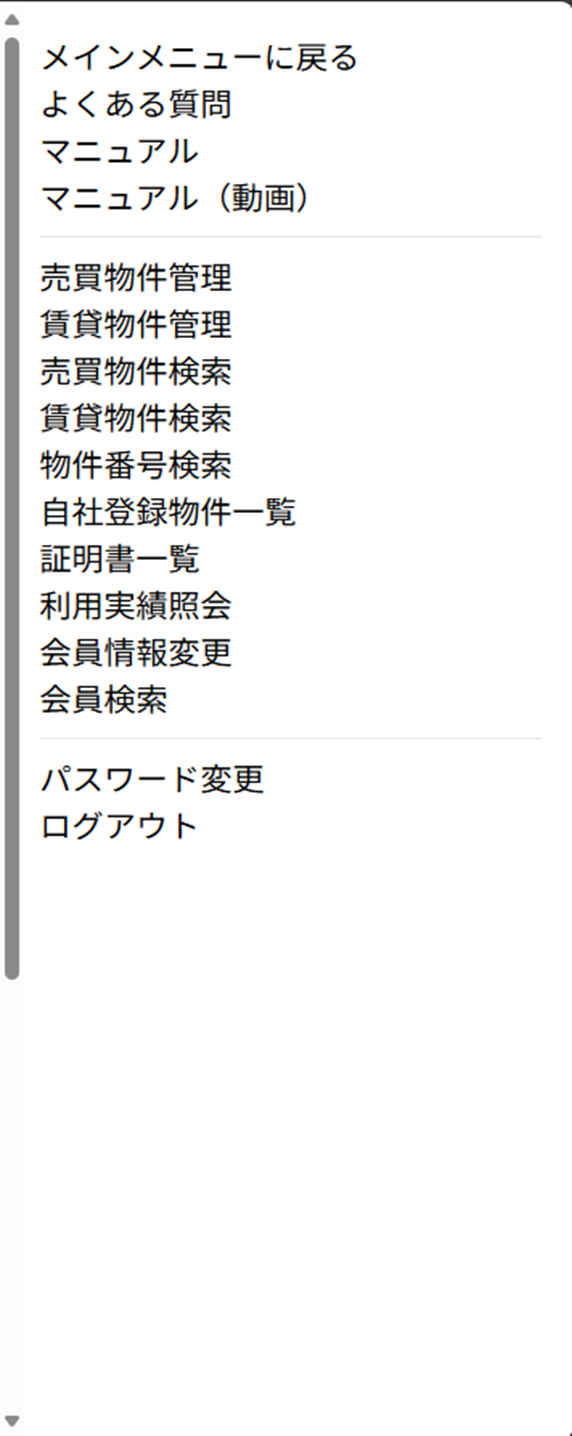 メインメニューに戻る
よくある質問
マニュアル
マニュアル（動画）
売買物件管理
賃貸物件管理
売買物件検索
賃貸物件検索
物件番号検索
自社登録物件一覧
証明書一覧
利用実績照会
会員情報変更
会員検索
パスワード変更
ログアウト